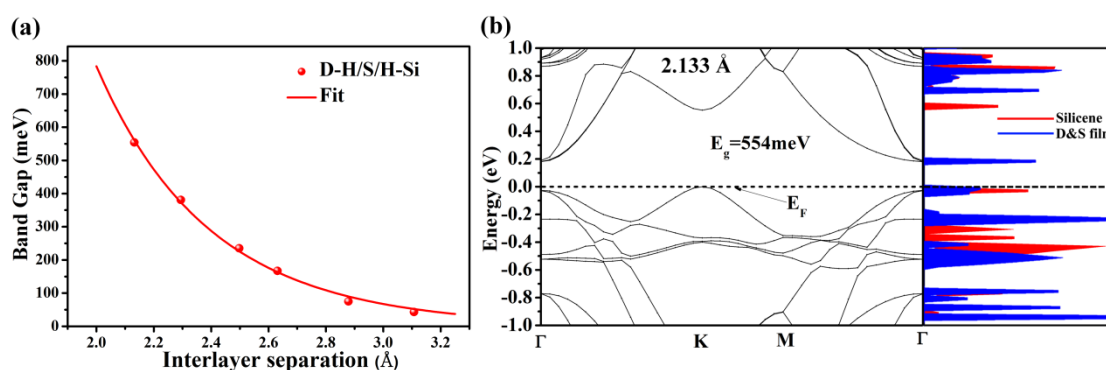 (a)
Band Gap (meV)
800
700
600
500
400
300
200
100
0
D-H/S/H-Si
Fit
2.0 2.2 2.4 2.6 2.8 3.0 3.2
Interlayer separation (Å)
(b)
Energy (eV)
1.0
0.8
0.6
0.4
0.2
0.0
-0.2
-0.4
-0.6
-0.8
-1.0
2.133 Å
Eg=554meV
EF
Γ K M Γ
Silicene
D&S film